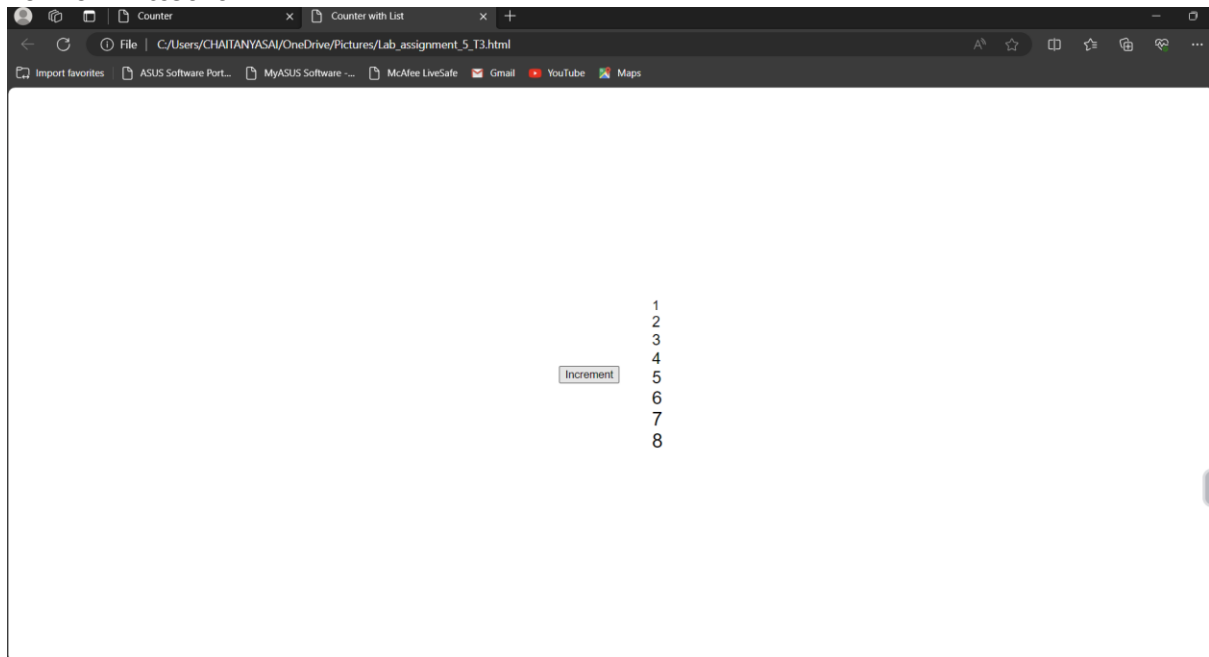 Counter
Counter with List
File | C:/Users/CHAITANYASAI/OneDrive/Pictures/Lab_assignment_5_T3.html
Import favorites
ASUS Software Port...
MyASUS Software -...
McAfee LiveSafe
Gmail
YouTube
Maps
1
2
3
4
Increment
5
6
7
8